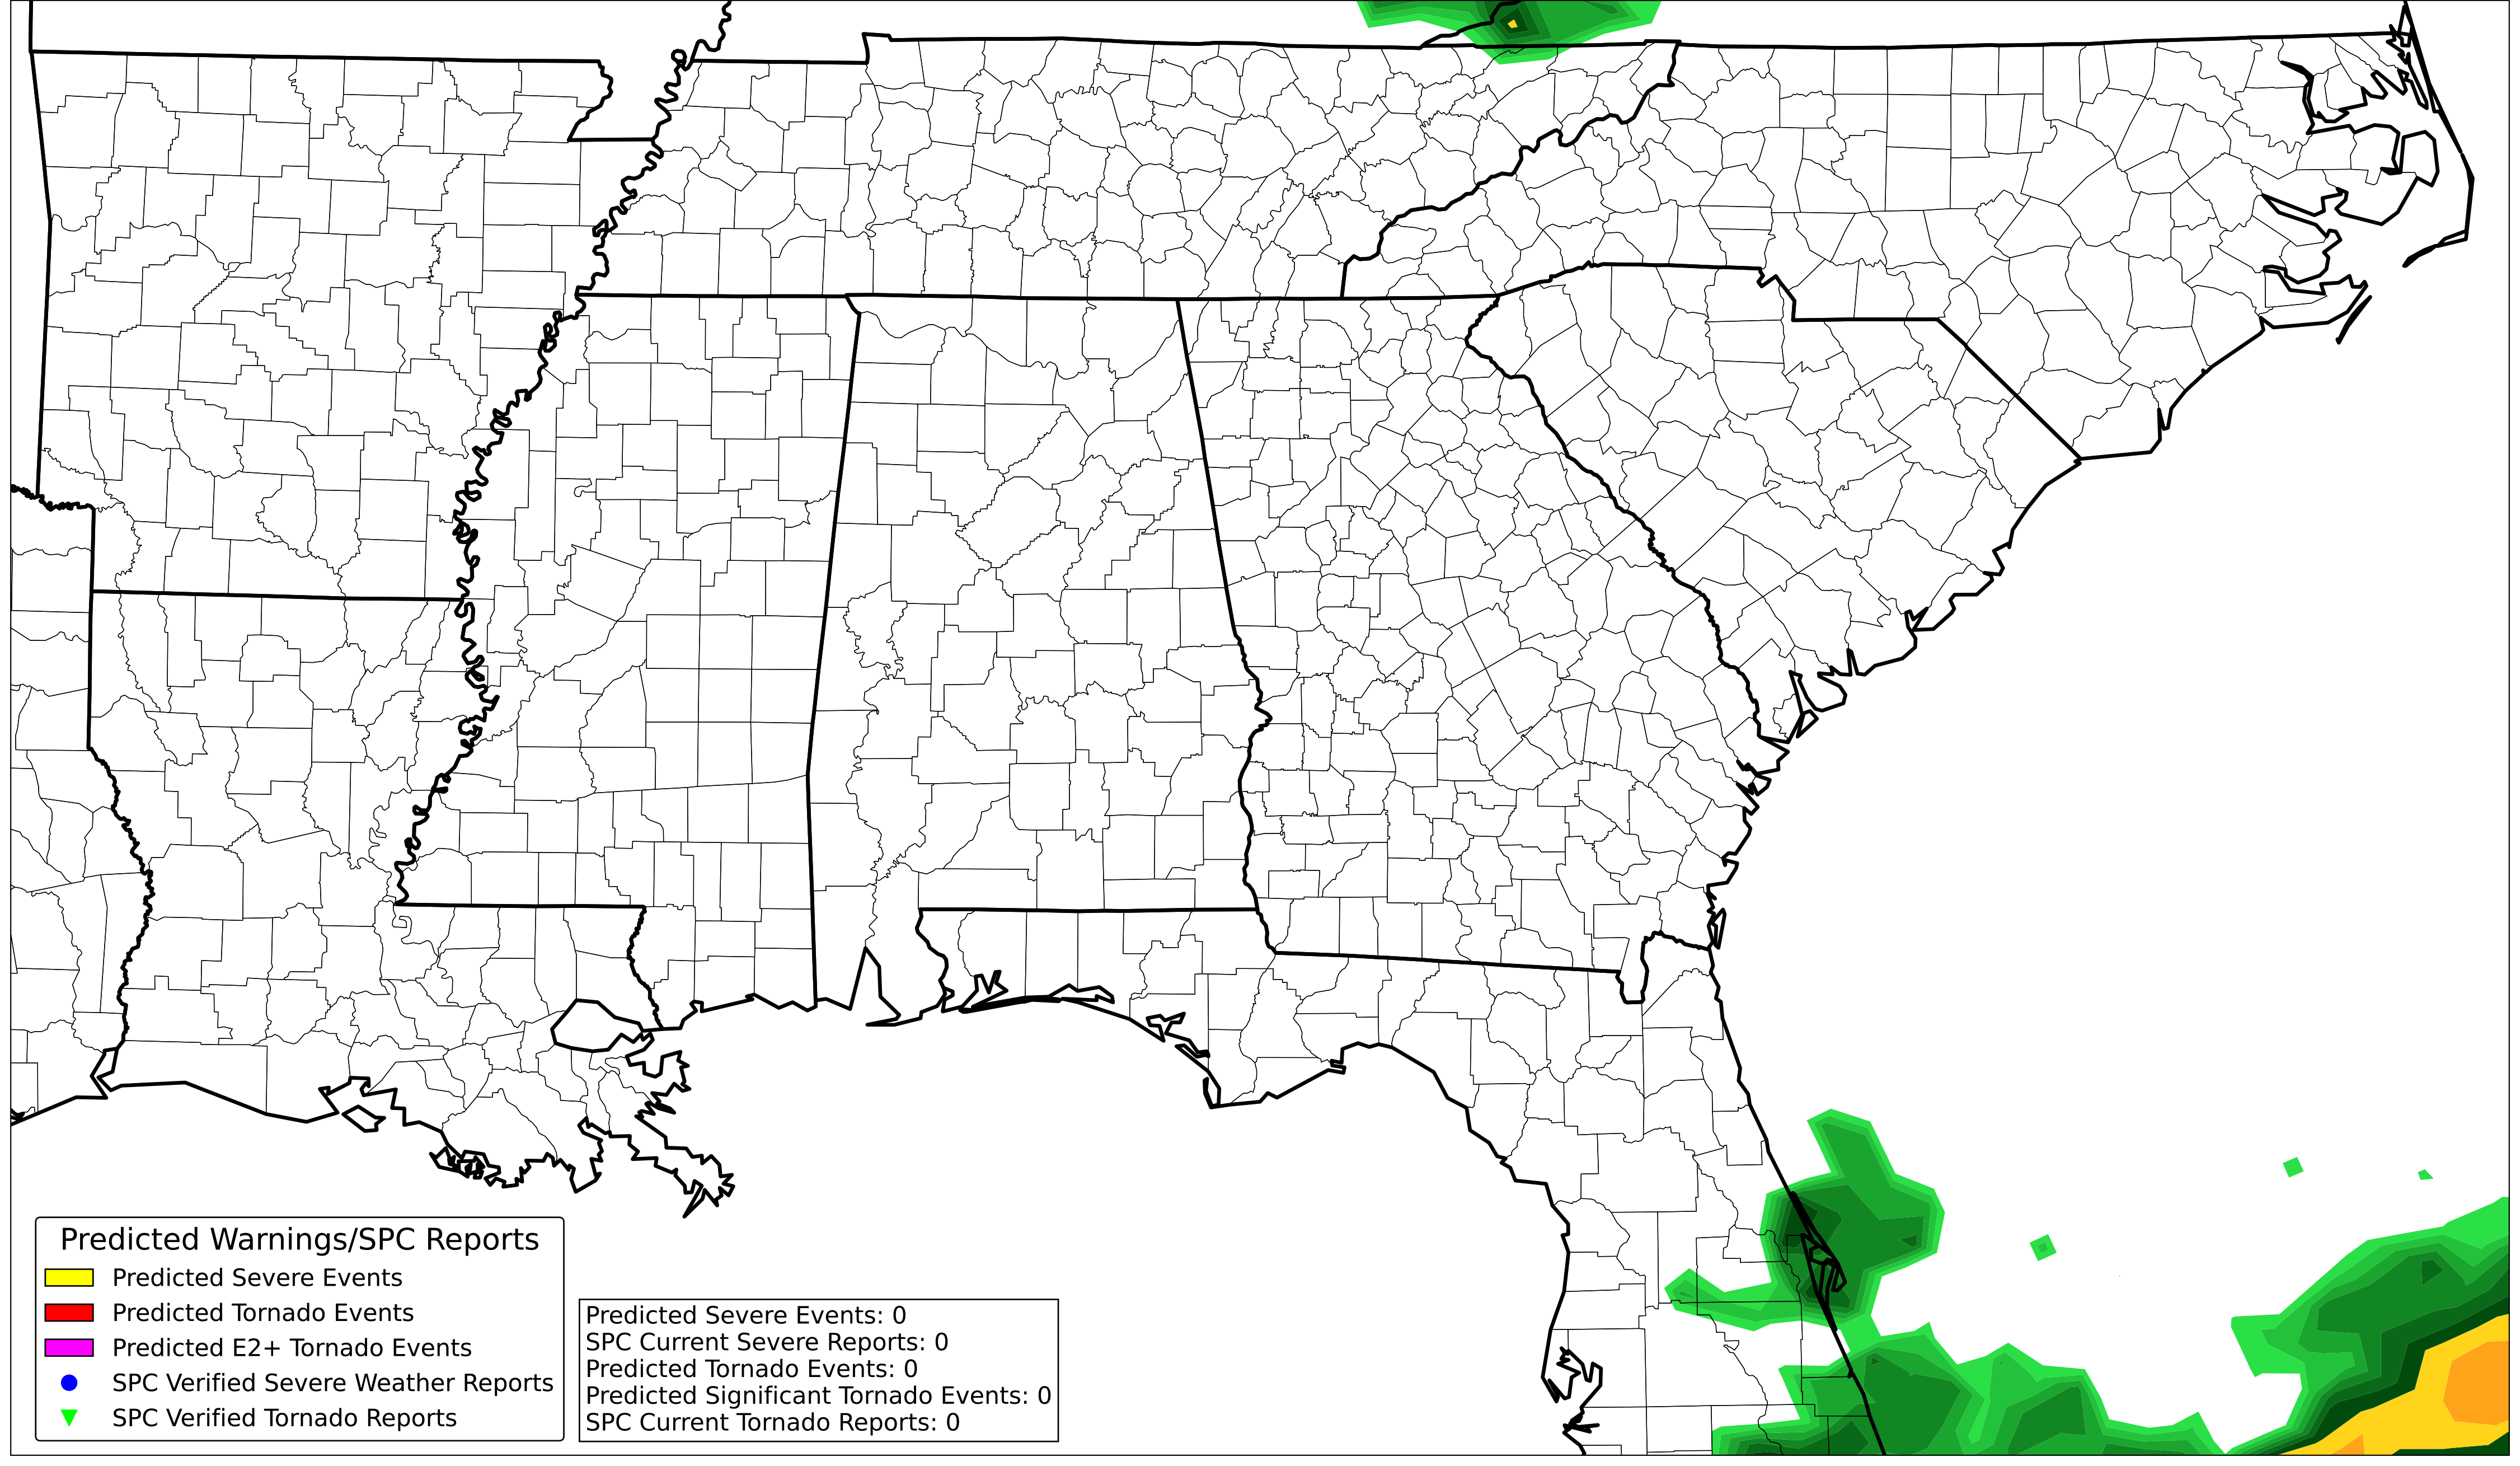 Predicted Warnings/SPC Reports
Predicted Severe Events
Predicted Tornado Events
Predicted E2+ Tornado Events
SPC Verified Severe Weather Reports
SPC Verified Tornado Reports
Predicted Severe Events: 0
SPC Current Severe Reports: 0
Predicted Tornado Events: 0
Predicted Significant Tornado Events: 0
SPC Current Tornado Reports: 0